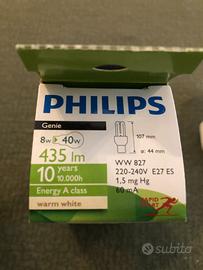 PHILIPS
Genie
8w 40w
435 lm
10 years
10.000h
Energy A class
warm white
107 mm
ø: 44 mm
WW 827
220-240V E27 ES
1,5 mg Hg
60 mA
RAPID
subito